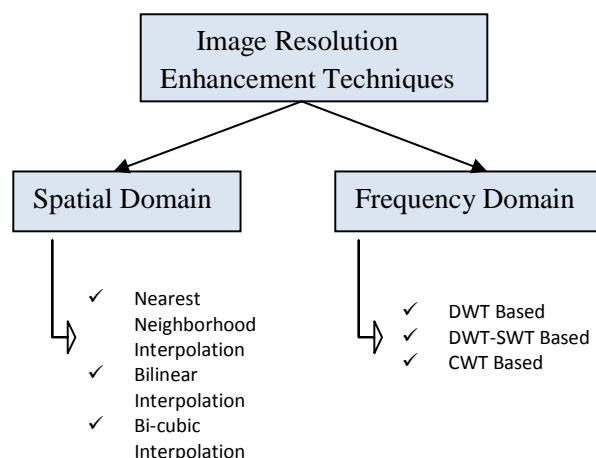 Image Resolution
Enhancement Techniques
Spatial Domain
Frequency Domain
✓ Nearest
Neighborhood
Interpolation
✓ Bilinear
Interpolation
✓ Bi-cubic
Interpolation
✓ DWT Based
✓ DWT-SWT Based
✓ CWT Based